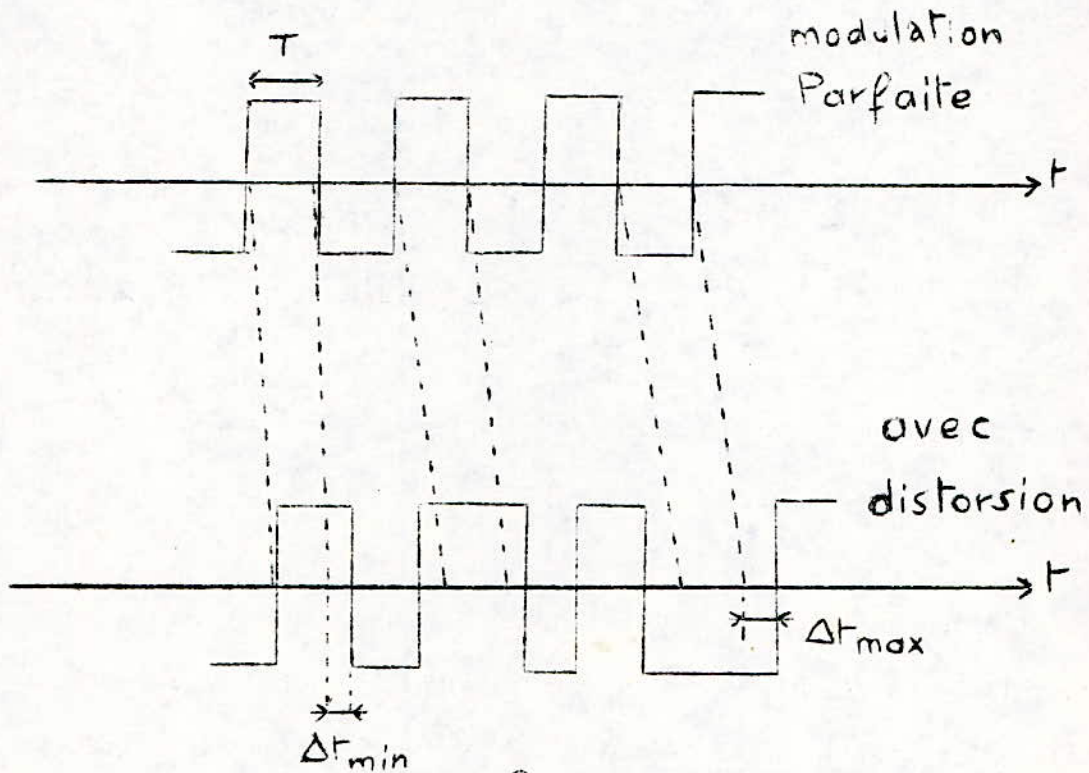 T
modulation
Parfaite
t
avec
distorsion
t
Δt max
Δt min